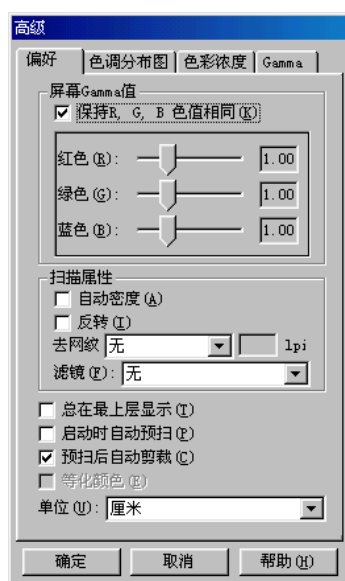 高级
偏好 色调分布图 色彩浓度 Gamma
屏幕Gamma值
保持R, G, B 色值相同(K)
红色(R): 1.00
绿色(G): 1.00
蓝色(B): 1.00
扫描属性
自动密度(A)
反转(I)
去网纹 无 lpi
滤镜(F): 无
总在最上层显示(T)
启动时自动预扫(P)
预扫后自动剪裁(C)
等化颜色(E)
单位(U): 厘米
确定 取消 帮助(H)